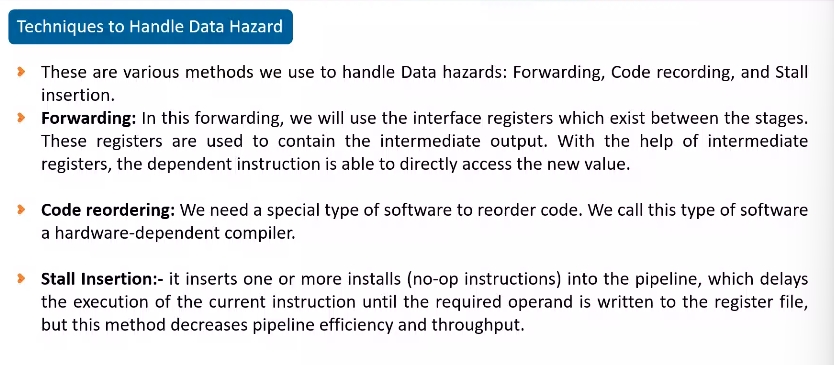 Techniques to Handle Data Hazard
These are various methods we use to handle Data hazards: Forwarding, Code recording, and Stall
insertion.
Forwarding: In this forwarding, we will use the interface registers which exist between the stages.
These registers are used to contain the intermediate output. With the help of intermediate
registers, the dependent instruction is able to directly access the new value.
Code reordering: We need a special type of software to reorder code. We call this type of software
a hardware-dependent compiler.
Stall Insertion:- it inserts one or more installs (no-op instructions) into the pipeline, which delays
the execution of the current instruction until the required operand is written to the register file,
but this method decreases pipeline efficiency and throughput.